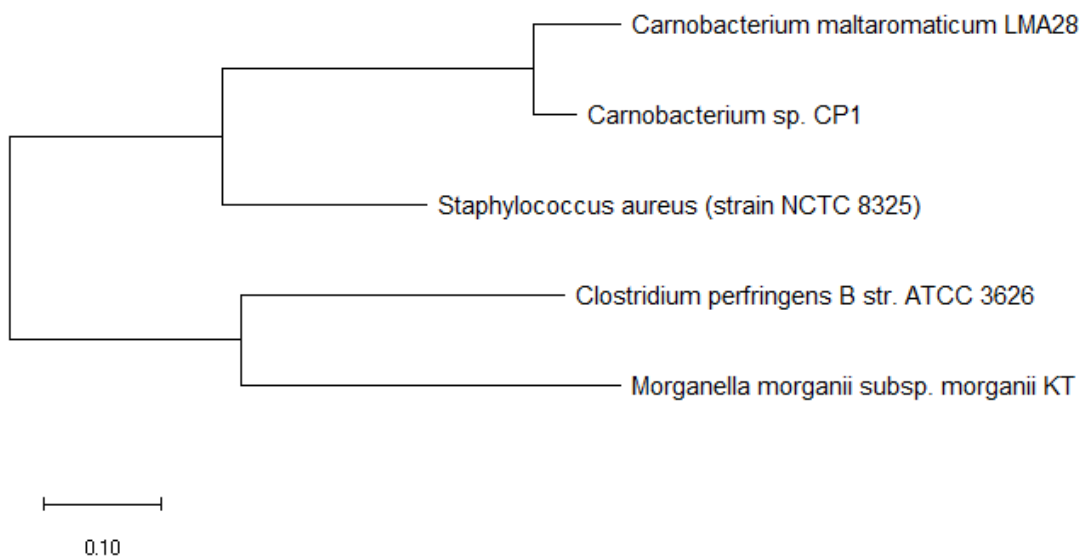 Carnobacterium maltaromaticum LMA28
Carnobacterium sp. CP1
Staphylococcus aureus (strain NCTC 8325)
Clostridium perfringens B str. ATCC 3626
Morganella morganii subsp. morganii KT
0.10